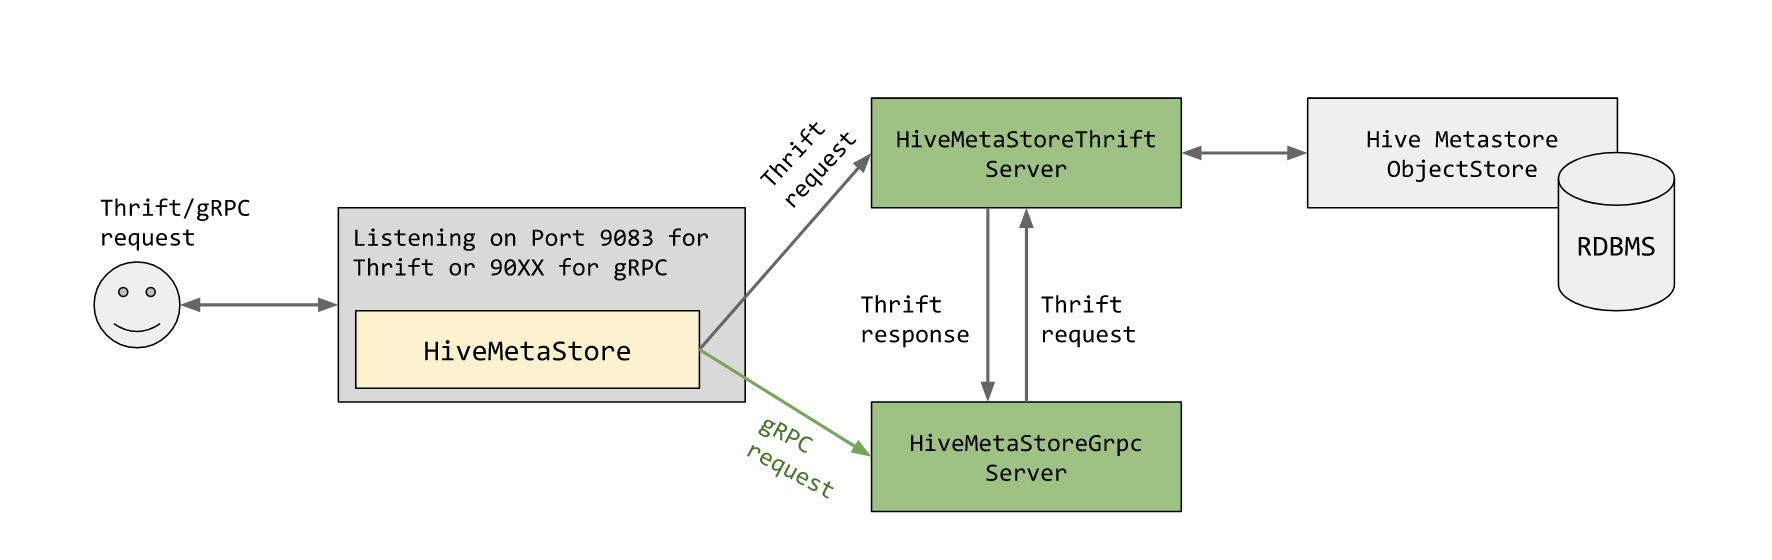 Thrift/gRPC
request
Listening on Port 9083 for
Thrift or 90XX for gRPC
HiveMetaStore
Thrift
request
gRPC
request
HiveMetaStoreThrift
Server
Thrift
response
Thrift
request
HiveMetaStoreGrpc
Server
Hive Metastore
ObjectStore
RDBMS